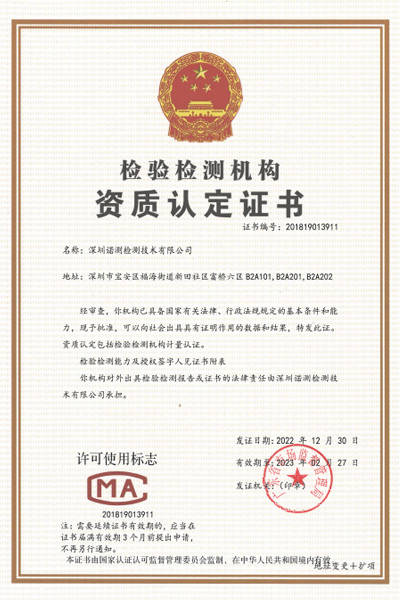 检验检测机构
资质认定证书
证书编号：201819013911
名称：深圳诺测检测技术有限公司
地址：深圳市宝安区福海街道新田社区富桥六区 B2A101,B2A201,B2A202
经审查，你机构已具备国家有关法律、行政法规规定的基本条件和能
力，现予批准，可以向社会出具具有证明作用的数据和结果，特发此证。
资质认定包括检验检测机构计量认证。
检验检测能力及授权签字人见证书附表
你机构对外出具检验检测报告或证书的法律责任由深圳诺测检测技
术有限公司承担。
许可使用标志
MA
201819013911
发证日期：2022 年 12 月 30 日
有效期至：2023 年 02 月 27 日
发证机关：（印章）
广东省市场监督管理局
注：需要延续证书有效期的，应当在
证书届满有效期 3 个月前提出申请，
不再另行通知。
本证书由国家认证认可监督管理委员会监制，在中华人民共和国境内有效。
地址变更+扩项